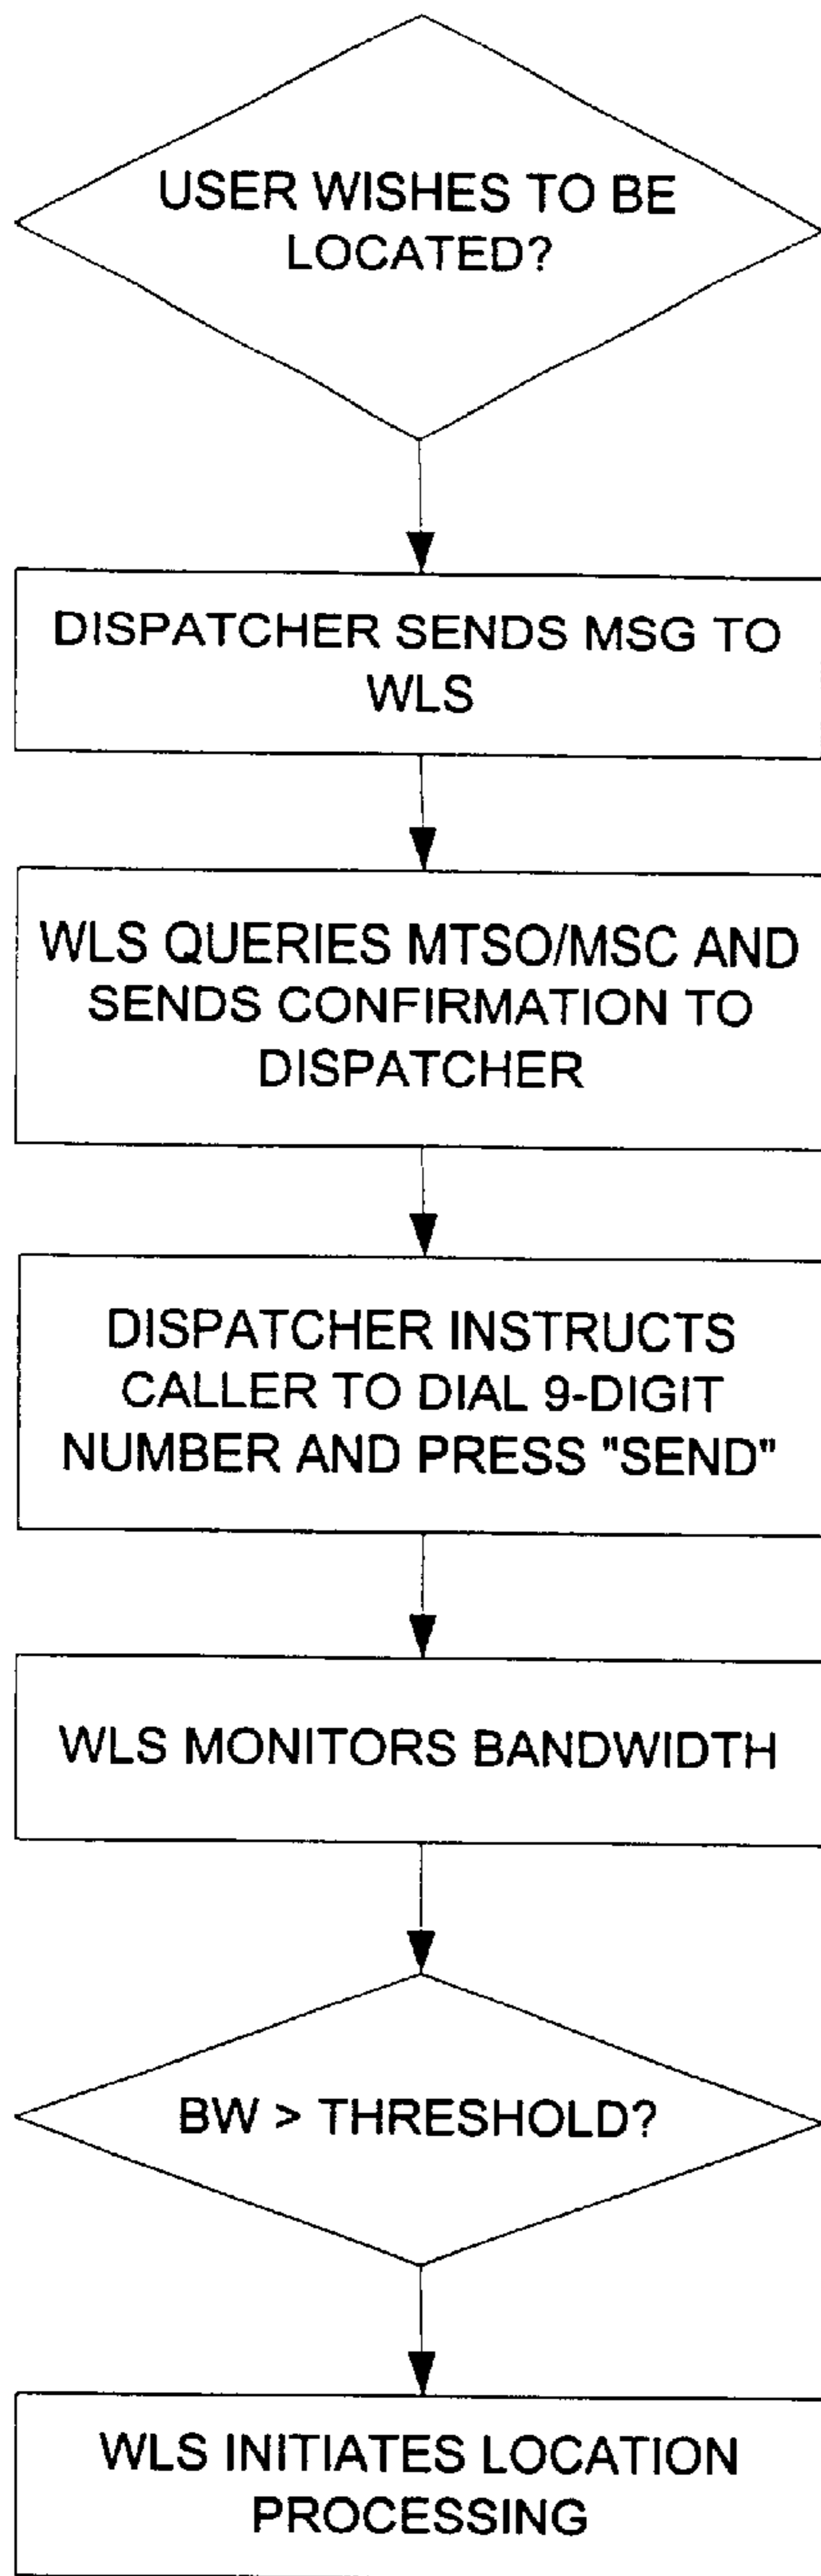 USER WISHES TO BE
LOCATED?
DISPATCHER SENDS MSG TO
WLS
WLS QUERIES MTSO/MSC AND
SENDS CONFIRMATION TO
DISPATCHER
DISPATCHER INSTRUCTS
CALLER TO DIAL 9-DIGIT
NUMBER AND PRESS "SEND"
WLS MONITORS BANDWIDTH
BW > THRESHOLD?
WLS INITIATES LOCATION
PROCESSING